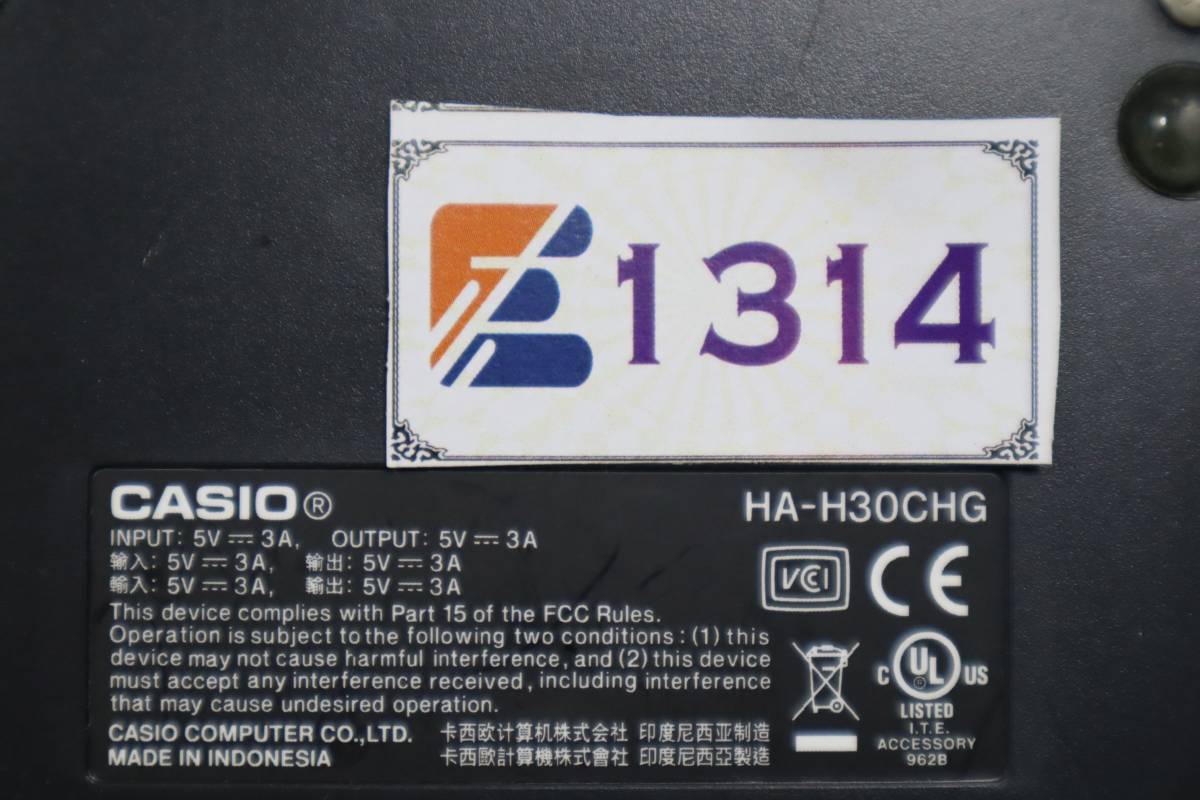 1314
CASIO®
HA-H30CHG
INPUT: 5V⎓3A, OUTPUT: 5V⎓3A
输入: 5V⎓3A, 输出: 5V⎓3A
輸入: 5V⎓3A, 輸出: 5V⎓3A
This device complies with Part 15 of the FCC Rules.
Operation is subject to the following two conditions: (1) this
device may not cause harmful interference, and (2) this device
must accept any interference received, including interference
that may cause undesired operation.
CASIO COMPUTER CO.,LTD. 卡西欧计算机株式会社 印度尼西亚制造
MADE IN INDONESIA 卡西歐計算機株式會社 印度尼西亞製造
VCI
CE
C UL US
LISTED
I.T.E.
ACCESSORY
962B